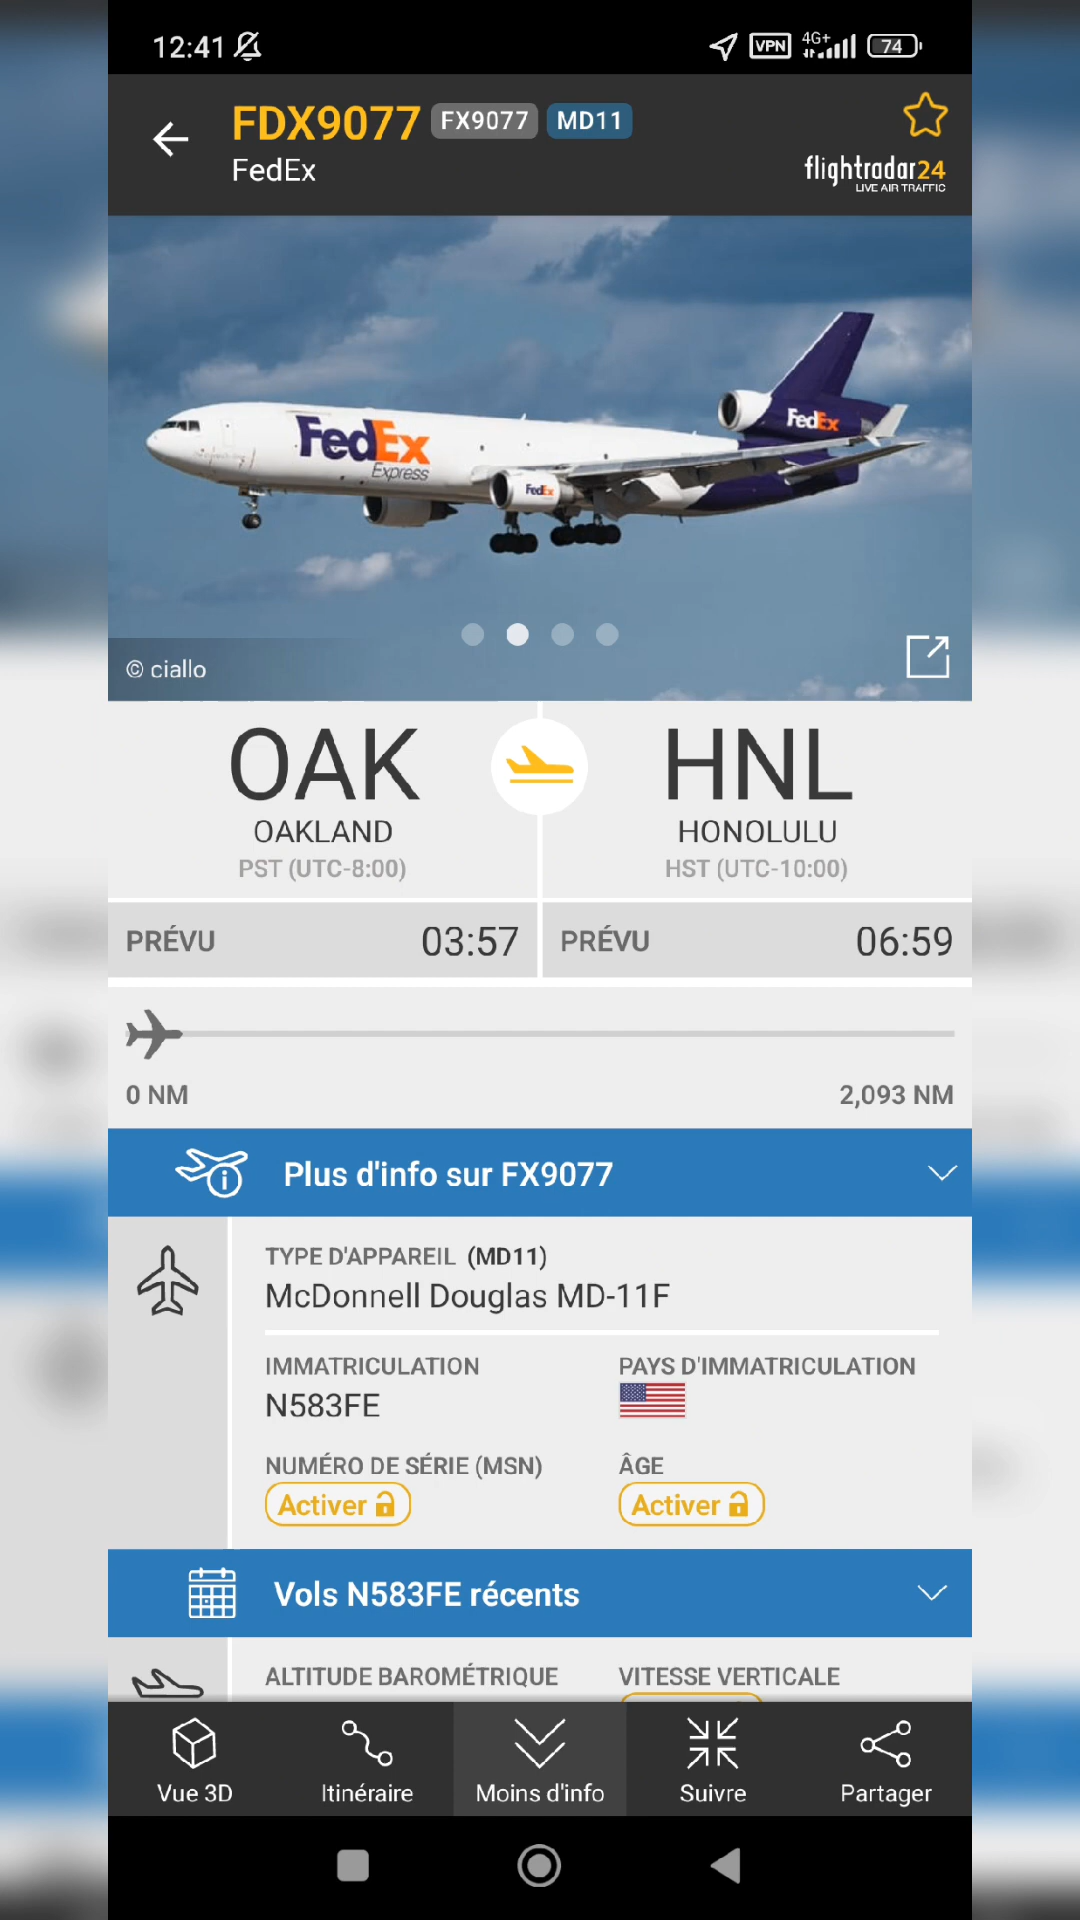 12:41 VPN 4G+ 74
FDX9077 FX9077 MD11
FedEx
flightradar24
LIVE AIR TRAFFIC
FedEx
Express
FedEx
FedEx
© ciallo
OAK HNL
OAKLAND HONOLULU
PST (UTC-8:00) HST (UTC-10:00)
PRÉVU 03:57 PRÉVU 06:59
0 NM 2,093 NM
Plus d'info sur FX9077
TYPE D'APPAREIL (MD11)
McDonnell Douglas MD-11F
IMMATRICULATION PAYS D'IMMATRICULATION
N583FE
NUMÉRO DE SÉRIE (MSN) ÂGE
Activer Activer
Vols N583FE récents
ALTITUDE BAROMÉTRIQUE VITESSE VERTICALE
Vue 3D Itinéraire Moins d'info Suivre Partager